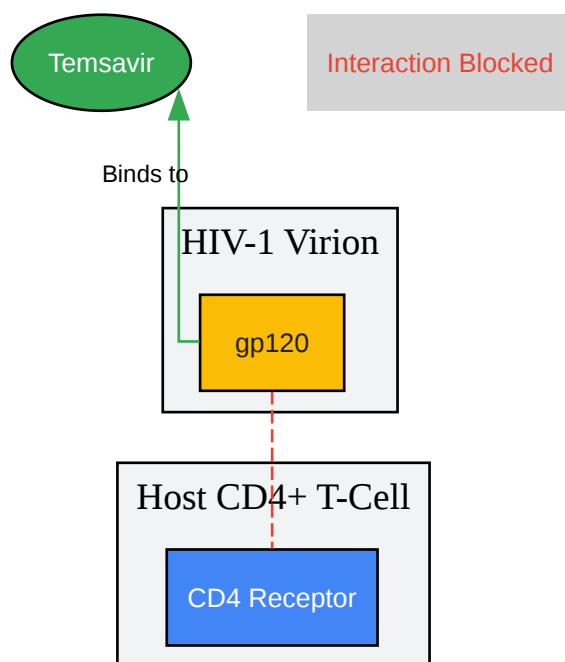 Temsavir
Interaction Blocked
Binds to
HIV-1 Virion
gp120
Host CD4+ T-Cell
CD4 Receptor